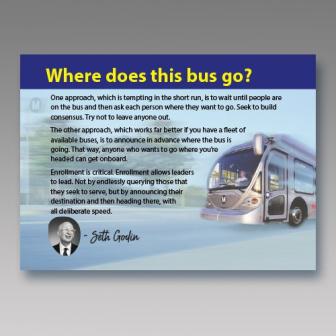 Where does this bus go?
One approach, which is tempting in the short run, is to wait until people are
on the bus and then ask each person where they want to go. Seek to build
consensus. Try not to leave anyone out.
The other approach, which works far better if you have a fleet of
available buses, is to announce in advance where the bus is
going. That way, anyone who wants to go where you're
headed can get onboard.
Enrollment is critical. Enrollment allows leaders
to lead. Not by endlessly querying those that
they seek to serve, but by announcing their
destination and then heading there, with
all deliberate speed.
- Seth Godin